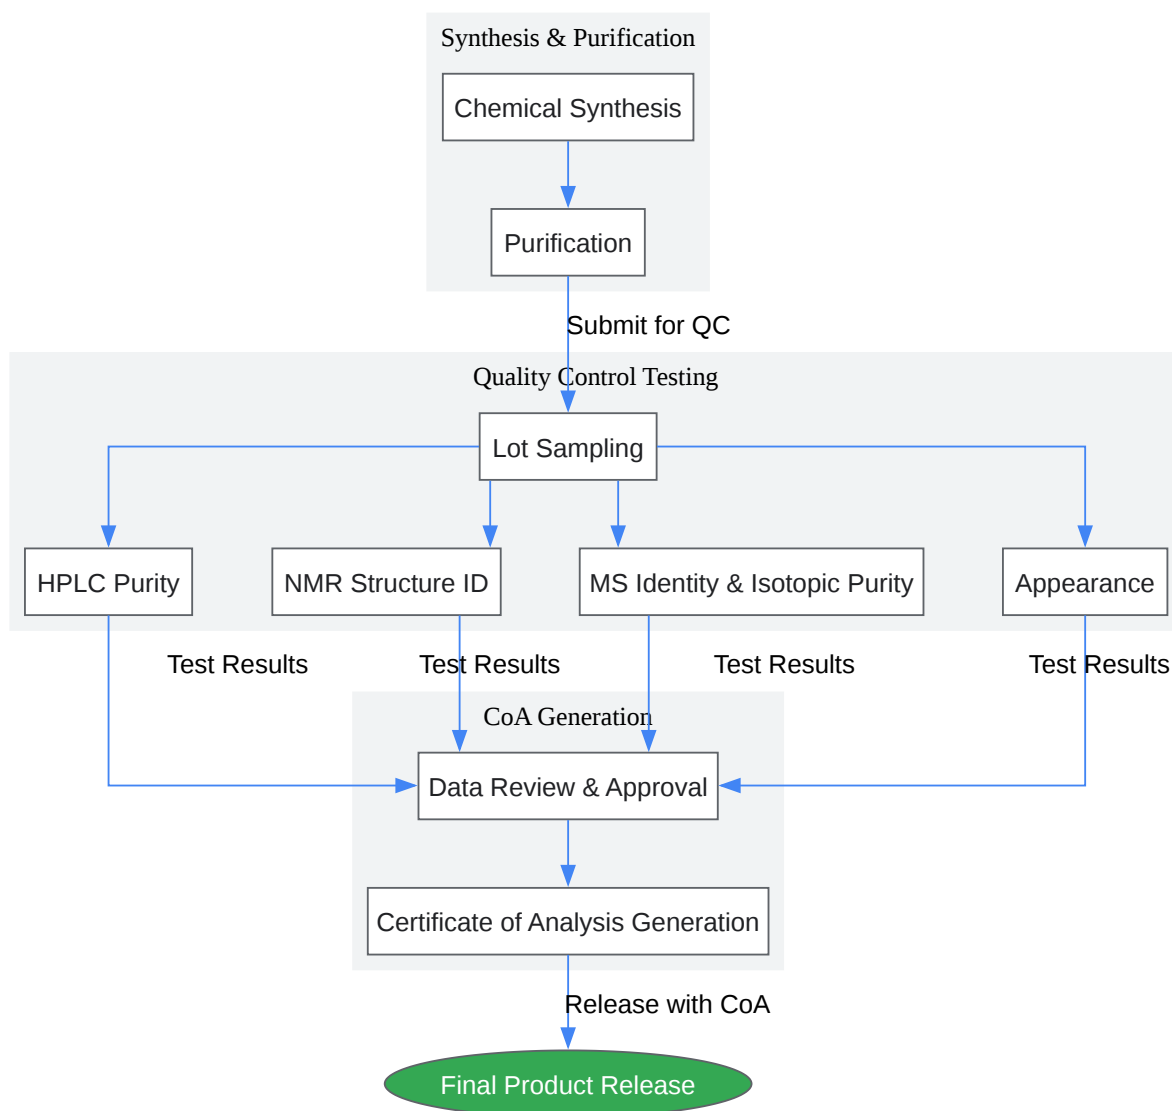 Synthesis & Purification
Chemical Synthesis
Purification
Submit for QC
Quality Control Testing
Lot Sampling
HPLC Purity
NMR Structure ID
MS Identity & Isotopic Purity
Appearance
Test Results
Test Results
Test Results
Test Results
CoA Generation
Data Review & Approval
Certificate of Analysis Generation
Release with CoA
Final Product Release